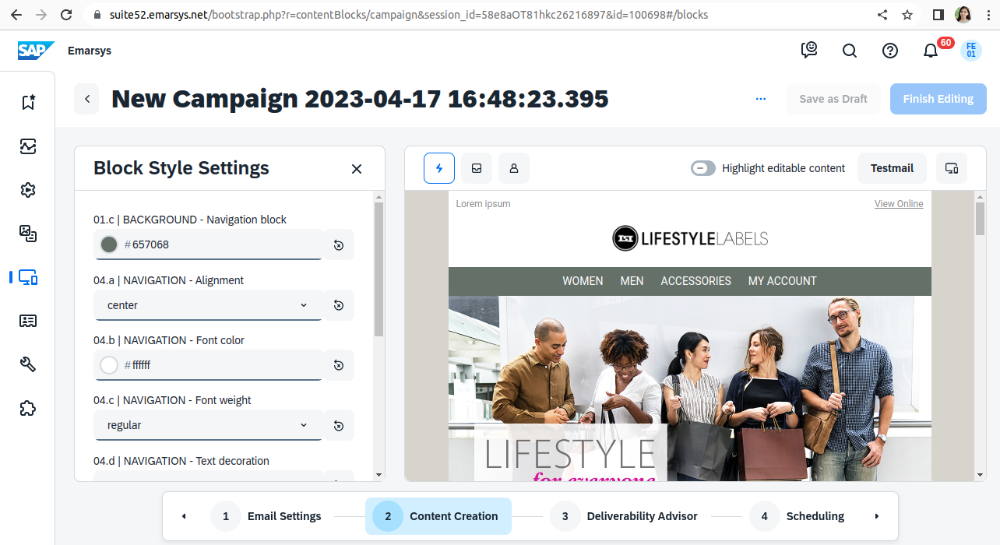 suite52.emarsys.net/bootstrap.php?r=contentBlocks/campaign&session_id=58e8aOT81hkc26216897&id=100698#/blocks
SAP
Emarsys
60
FE
01
New Campaign 2023-04-17 16:48:23.395
Save as Draft
Finish Editing
Block Style Settings
01.c | BACKGROUND - Navigation block
#657068
04.a | NAVIGATION - Alignment
center
04.b | NAVIGATION - Font color
#ffffff
04.c | NAVIGATION - Font weight
regular
04.d | NAVIGATION - Text decoration
Highlight editable content
Testmail
Lorem ipsum
View Online
LIFESTYLELABELS
WOMEN MEN ACCESSORIES MY ACCOUNT
LIFESTYLE
for everyone
1 Email Settings
2 Content Creation
3 Deliverability Advisor
4 Scheduling